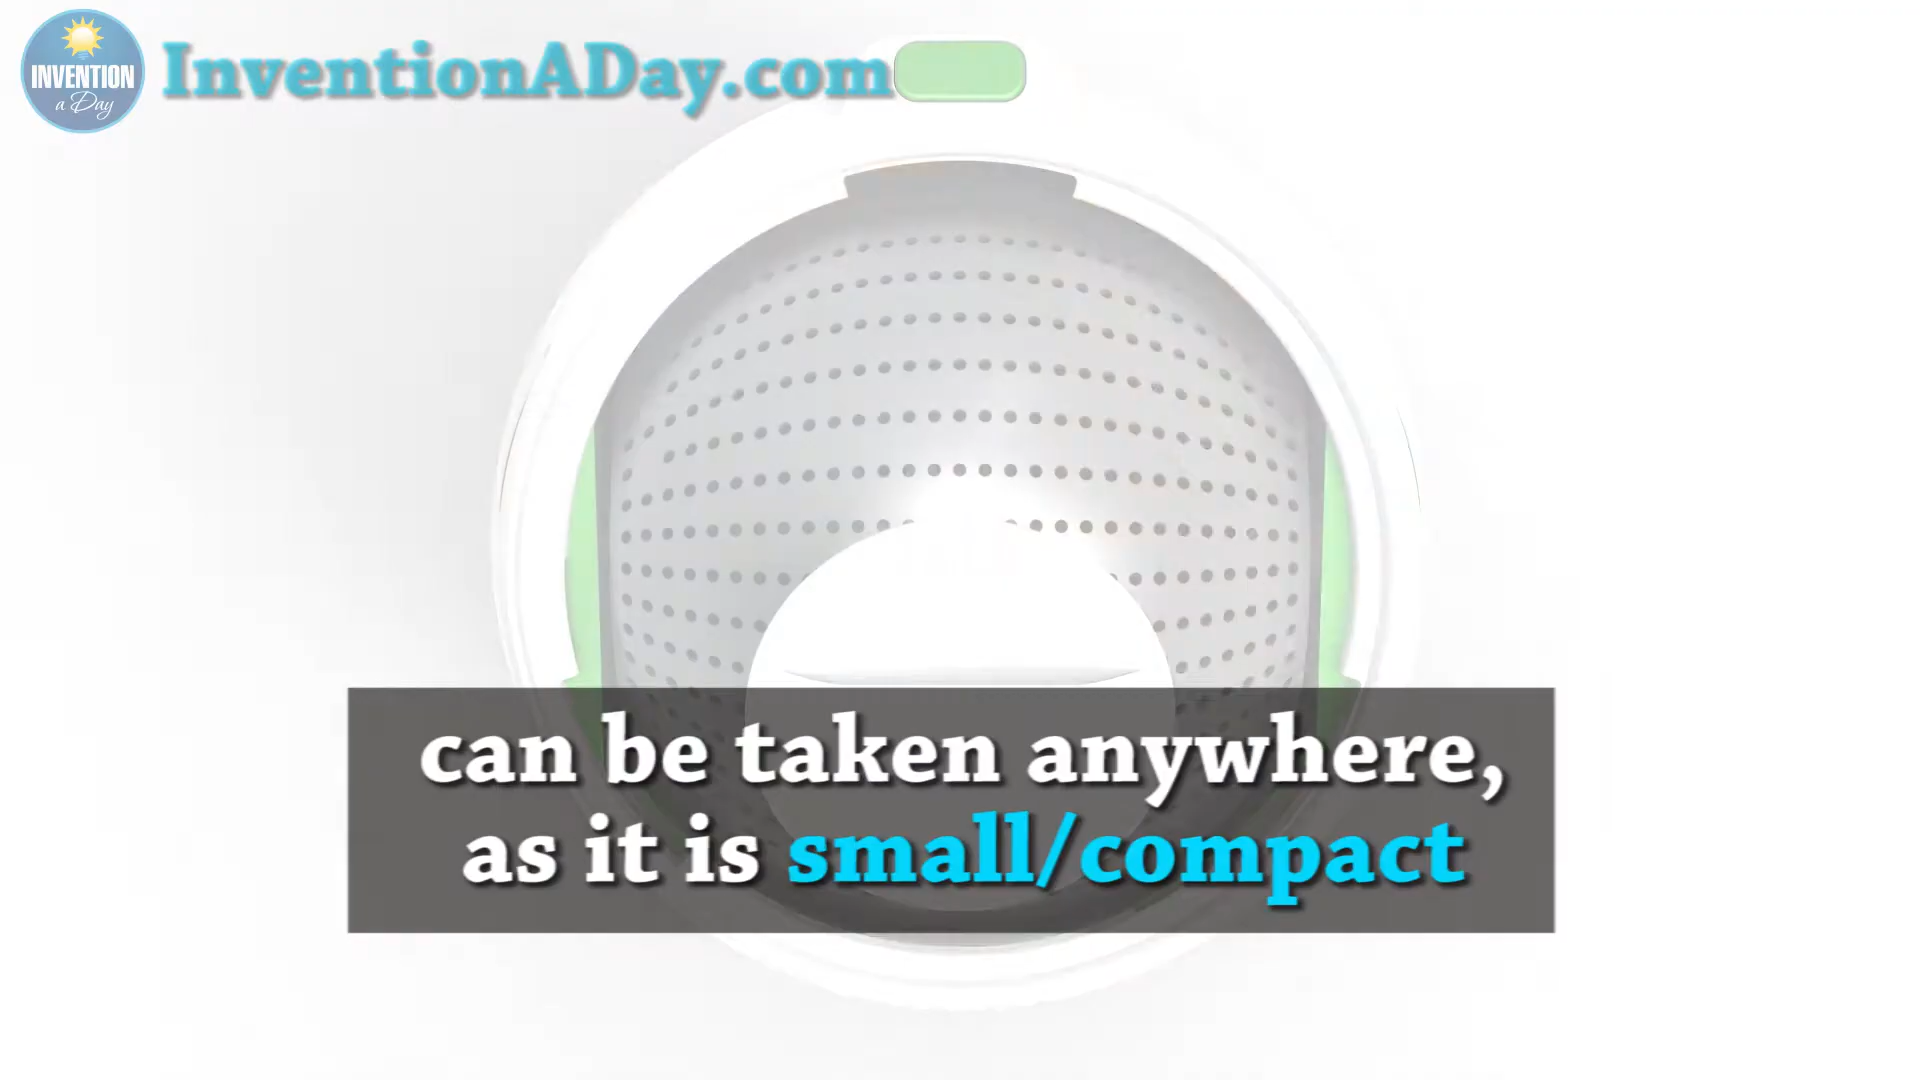 INVENTION
a Day
InventionADay.com
can be taken anywhere,
as it is small/compact